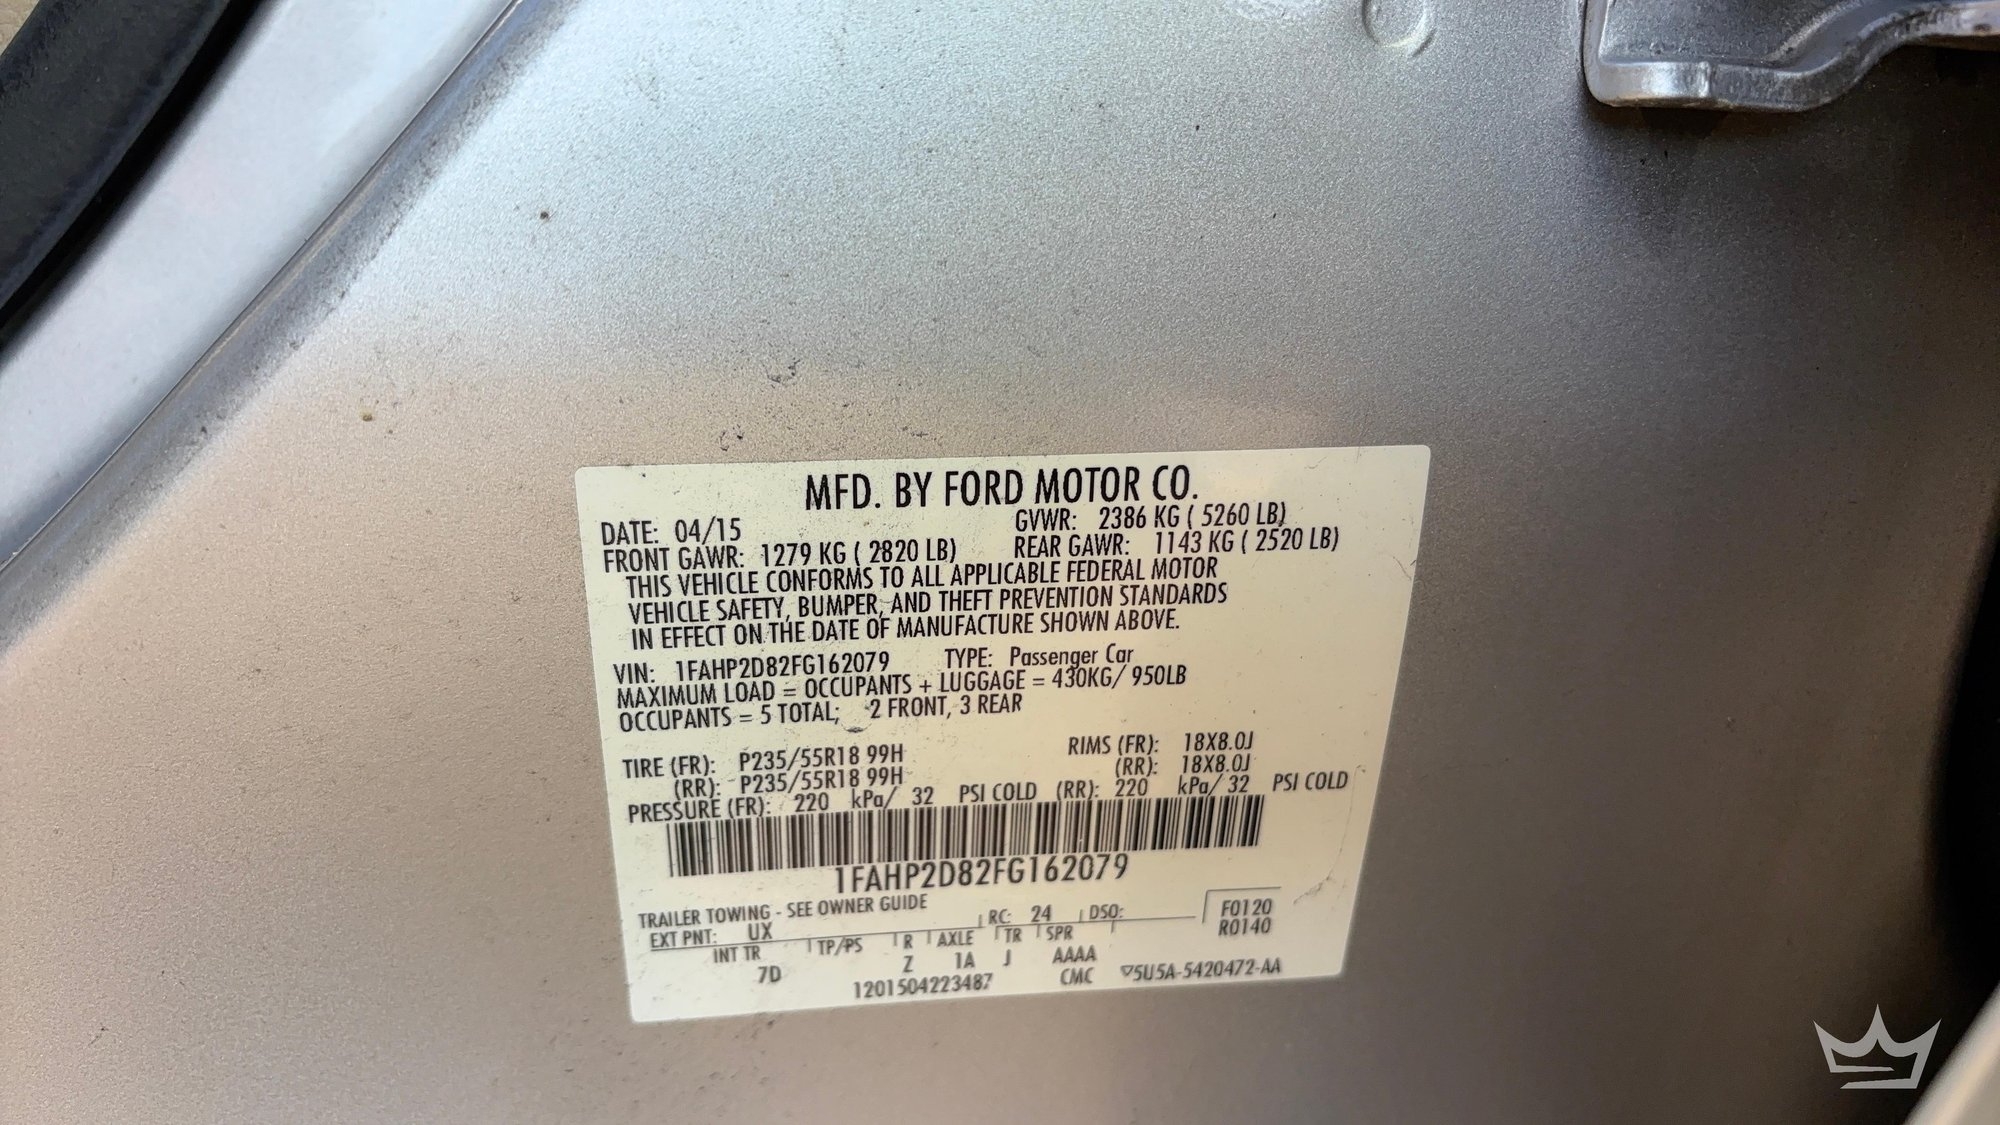 MFD. BY FORD MOTOR CO.
DATE: 04/15 GVWR: 2386 KG ( 5260 LB)
FRONT GAWR: 1279 KG ( 2820 LB) REAR GAWR: 1143 KG ( 2520 LB)
THIS VEHICLE CONFORMS TO ALL APPLICABLE FEDERAL MOTOR
VEHICLE SAFETY, BUMPER, AND THEFT PREVENTION STANDARDS
IN EFFECT ON THE DATE OF MANUFACTURE SHOWN ABOVE.
VIN: 1FAHP2D82FG162079 TYPE: Passenger Car
MAXIMUM LOAD = OCCUPANTS + LUGGAGE = 430KG/ 950LB
OCCUPANTS = 5 TOTAL; 2 FRONT, 3 REAR
TIRE (FR): P235/55R18 99H RIMS (FR): 18X8.0J
(RR): P235/55R18 99H (RR): 18X8.0J
PRESSURE (FR): 220 kPa/ 32 PSI COLD (RR): 220 kPa/ 32 PSI COLD
1FAHP2D82FG162079
TRAILER TOWING - SEE OWNER GUIDE
EXT PNT: UX RC: 24 DSO: F0120
R0140
INT TR TP/PS R AXLE TR SPR
7D Z 1A J AAAA
1201504223487 CMC ▽5U5A-5420472-AA